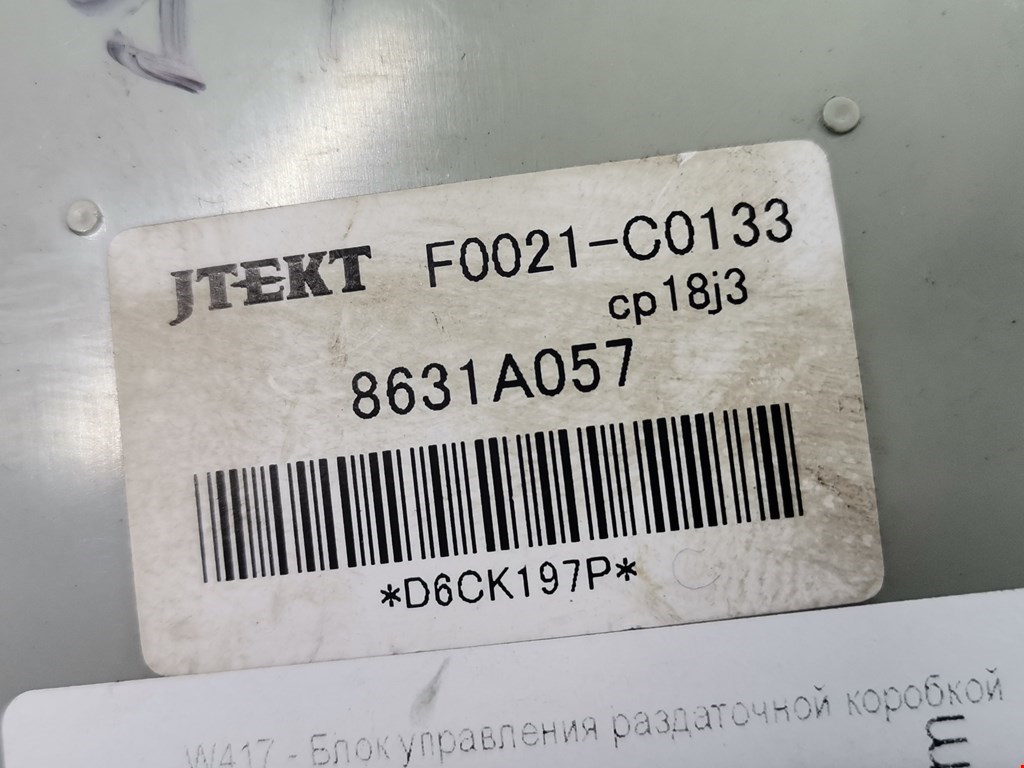 JTEKT F0021-C0133
cp18j3
8631A057
*D6CK197P*
C
W417 - Блок управления раздаточной коробкой
m